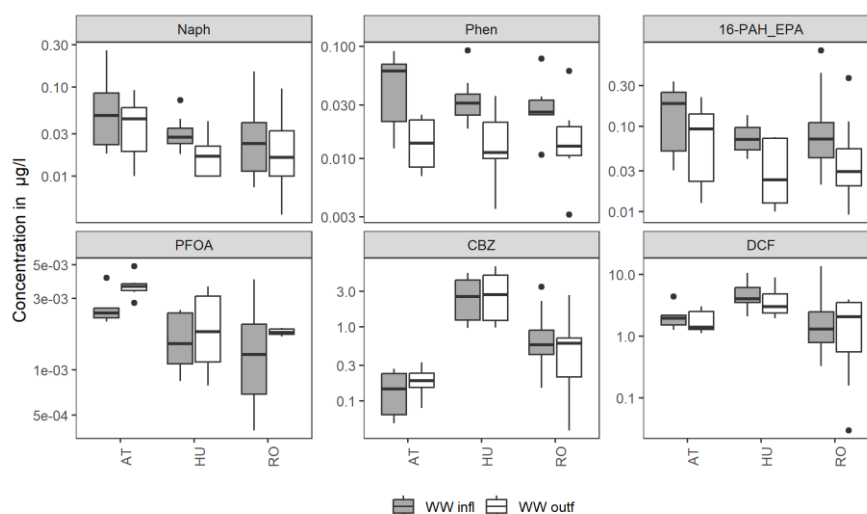 Naph
Phen
16-PAH_EPA
0.30
0.10
0.03
0.01
0.100
0.030
0.010
0.003
0.30
0.10
0.03
0.01
Concentration in µg/l
PFOA
CBZ
DCF
5e-03
3e-03
1e-03
5e-04
3.0
1.0
0.3
0.1
10.0
1.0
0.1
AT
HU
RO
AT
HU
RO
AT
HU
RO
WW infl
WW outf